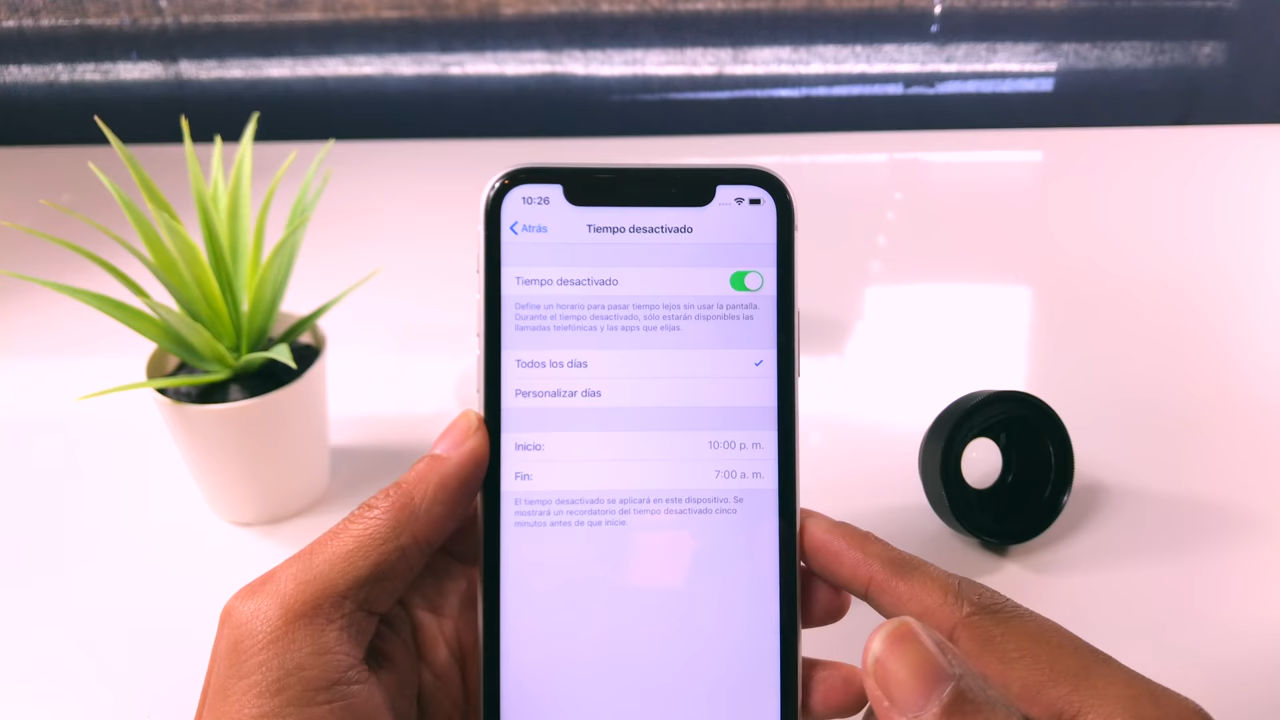 10:26
Atrás
Tiempo desactivado
Tiempo desactivado
Define un horario para pasar tiempo lejos sin usar la pantalla.
Durante el tiempo desactivado, sólo estarán disponibles las
llamadas telefónicas y las apps que elijas.
Todos los días
Personalizar días
Inicio: 10:00 p. m.
Fin: 7:00 a. m.
El tiempo desactivado se aplicará en este dispositivo. Se
mostrará un recordatorio del tiempo desactivado cinco
minutos antes de que inicie.